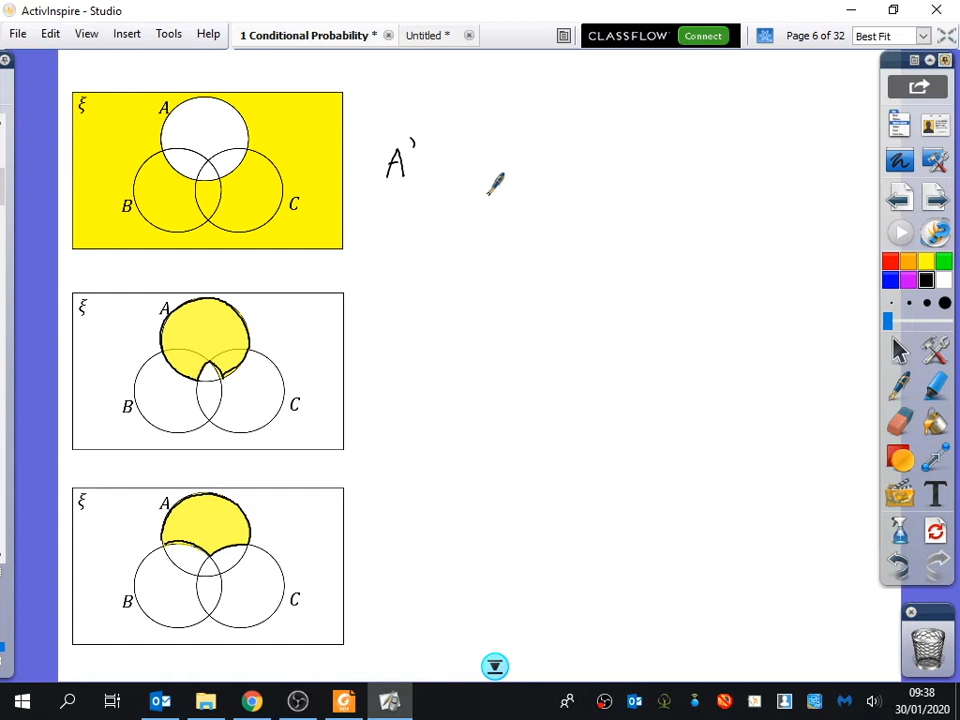 ActivInspire - Studio
File Edit View Insert Tools Help 1 Conditional Probability * Untitled * CLASSFLOW Connect Page 6 of 32 Best Fit
ξ A B C
A'
ξ A B C
ξ A B C
T
09:38
30/01/2020